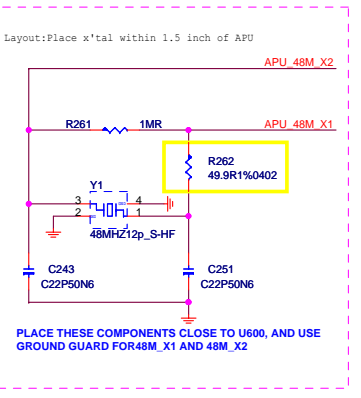 Layout:Place x'tal within 1.5 inch of APU
APU_48M_X2
R261 1MR APU_48M_X1
R262
49.9R1%0402
Y1
3 4
2 1
48MHZ12p_S-HF
C243 C251
C22P50N6 C22P50N6
PLACE THESE COMPONENTS CLOSE TO U600, AND USE
GROUND GUARD FOR48M_X1 AND 48M_X2